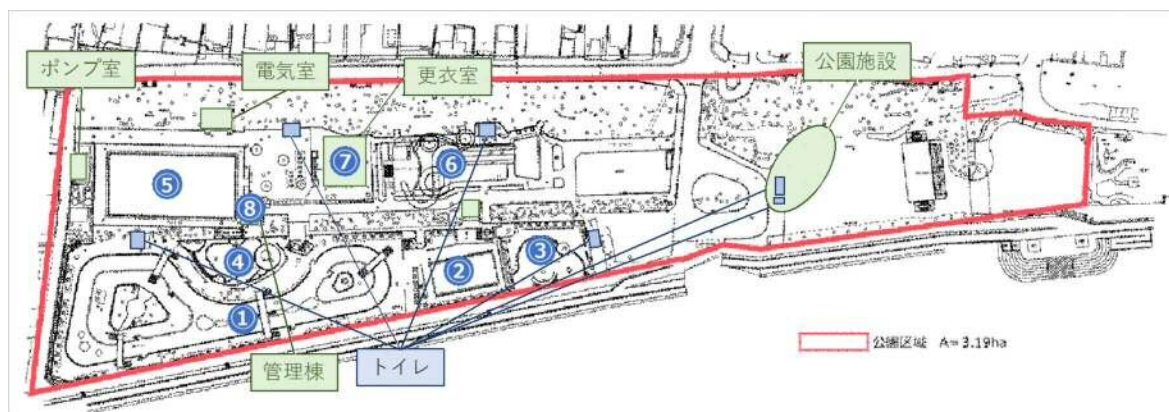 ポンプ室
電気室
更衣室
公園施設
⑦
⑥
⑤
⑧
③
④
②
①
公園区域 A=3.19ha
管理棟
トイレ